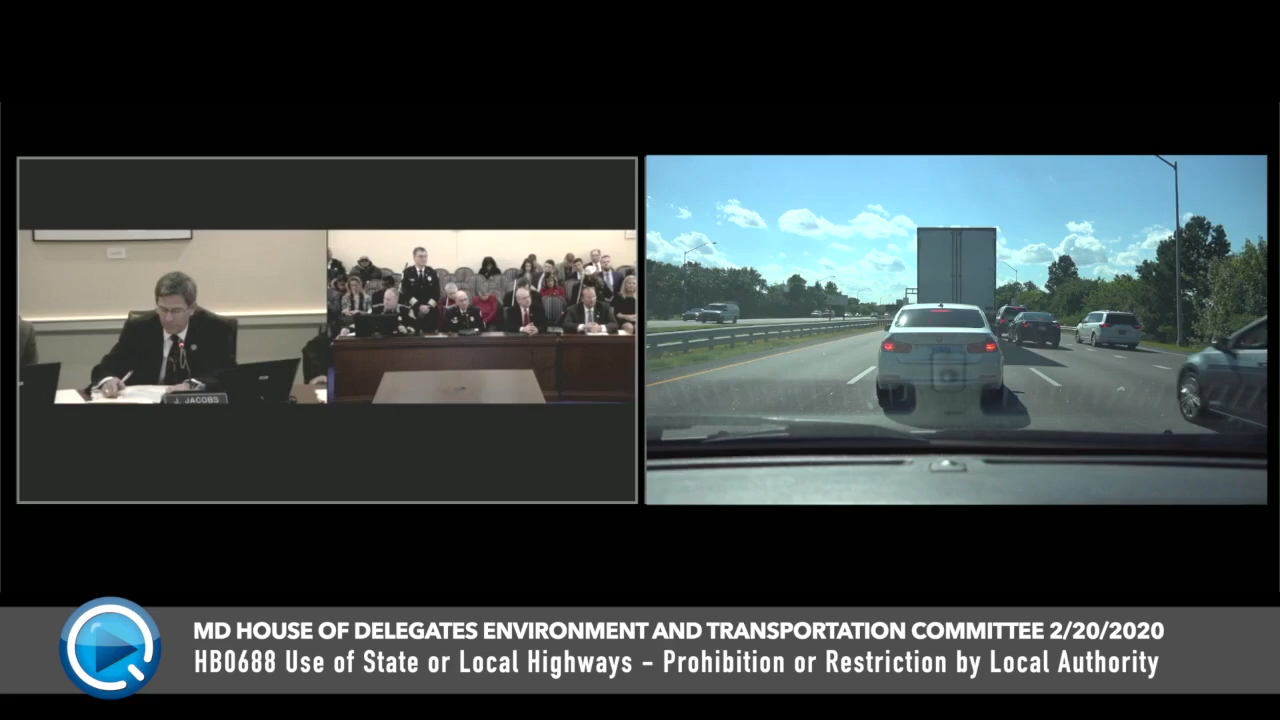 J. JACOBS
MD HOUSE OF DELEGATES ENVIRONMENT AND TRANSPORTATION COMMITTEE 2/20/2020
HB0688 Use of State or Local Highways - Prohibition or Restriction by Local Authority